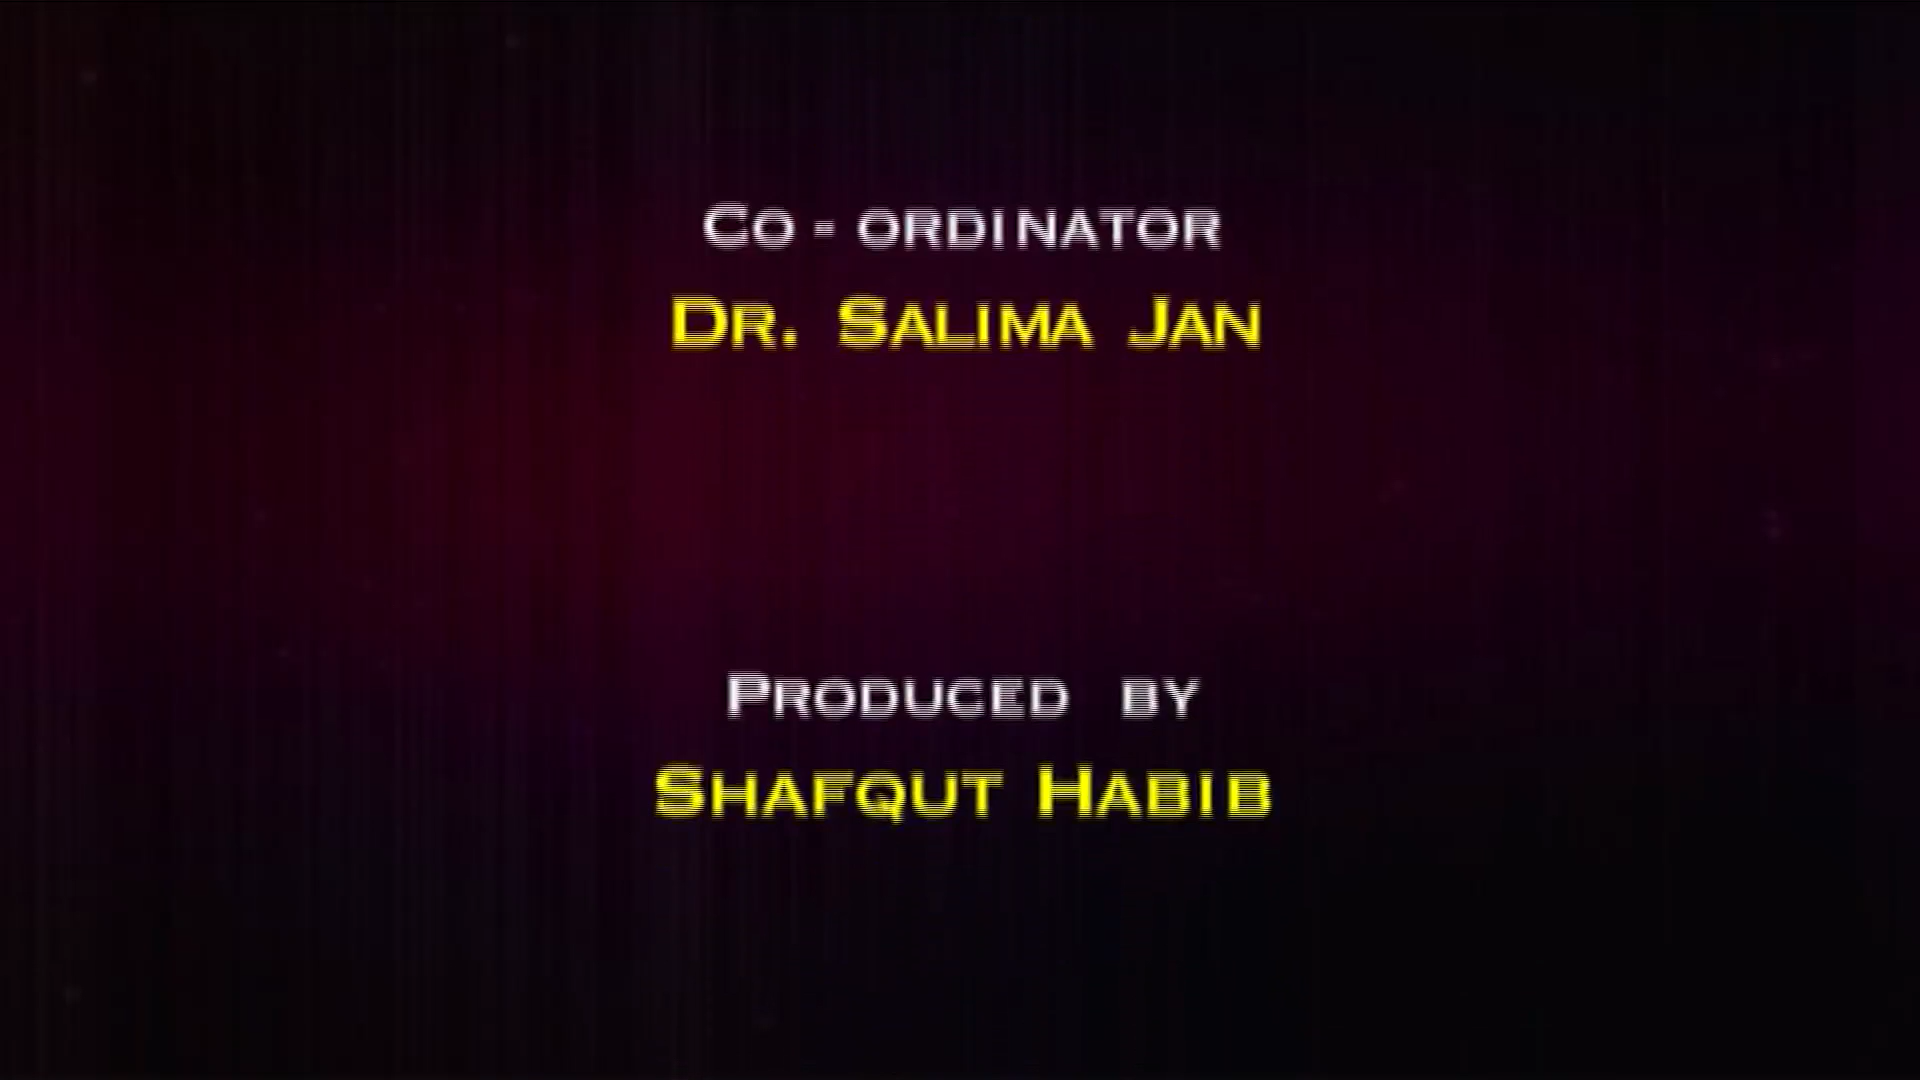 Co - ordinator
Dr. Salima Jan
Produced by
Shafqut Habib